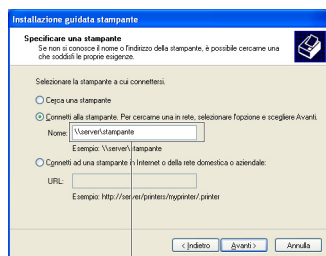 Installazione guidata stampante
Specificare una stampante
Se non si conosce il nome o l'indirizzo della stampante, è possibile cercarne una
che soddisfi le proprie esigenze.
Selezionare la stampante a cui connettersi.
Cerca una stampante
Connetti alla stampante. Per cercarne una in rete, selezionare l'opzione e scegliere Avanti.
Nome: \\server\stampante
Esempio: \\server\stampante
Connetti ad una stampante in Internet o della rete domestica o aziendale:
URL:
Esempio: http://server/printers/myprinter/.printer
< Indietro Avanti > Annulla